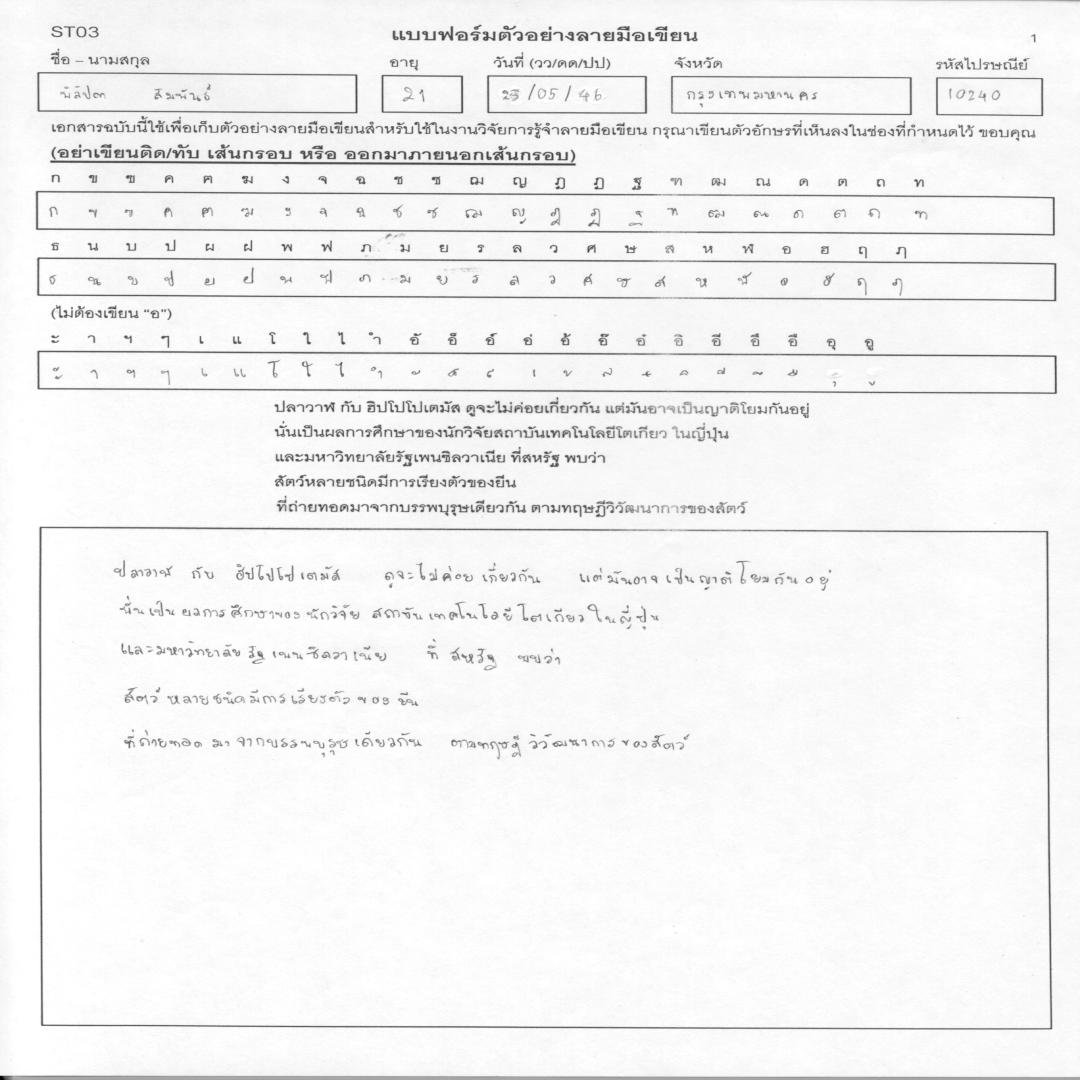 ST03
แบบฟอร์มตัวอย่างลายมือเขียน
1
ชื่อ – นามสกุล อายุ วันที่ (วว/ดด/ปป) จังหวัด รหัสไปรษณีย์
สัมพันธ์ 21 23/05/46 กรุงเทพมหานคร 10240
เอกสารฉบับนี้ใช้เพื่อเก็บตัวอย่างลายมือเขียนสำหรับใช้ในงานวิจัยการรู้จำลายมือเขียน กรุณาเขียนตัวอักษรที่เห็นลงในช่องที่กำหนดไว้ ขอบคุณ
(อย่าเขียนติด/ทับ เส้นกรอบ หรือ ออกมาภายนอกเส้นกรอบ)
ก ข ฃ ค ฅ ฆ ง จ ฉ ช ซ ฌ ญ ฎ ฏ ฐ ฑ ฒ ณ ด ต ถ ท
ก ข ฃ ค ฅ ฆ ง จ ฉ ช ซ ฌ ญ ฎ ฏ ฐ ฑ ฒ ณ ด ต ถ ท
ธ น บ ป ผ ฝ พ ฟ ภ ม ย ร ล ว ศ ษ ส ห ฬ อ ฮ ฤ ฦ
ธ น บ ป ผ ฝ พ ฟ ภ ม ย ร ล ว ศ ษ ส ห ฬ อ ฮ ฤ ฦ
(ไม่ต้องเขียน “อ”)
ะ า ฯ ๆ เ แ โ ใ ไ ำ อั อ็ อ์ อ่ อ้ อ๊ อ๋ อิ อี อึ อื อุ อู
ะ า ฯ ๆ เ แ โ ใ ไ ำ ั ็ ์ ่ ้ ๊ ๋ ิ ี ึ ื ุ ู
ปลาวาฬ กับ ฮิปโปโปเตมัส ดูจะไม่ค่อยเกี่ยวกัน แต่มันอาจเป็นญาติโยมกันอยู่
นั่นเป็นผลการศึกษาของนักวิจัยสถาบันเทคโนโลยีโตเกียว ในญี่ปุ่น
และมหาวิทยาลัยรัฐเพนซิลวาเนีย ที่สหรัฐ พบว่า
สัตว์หลายชนิดมีการเรียงตัวของยีน
ที่ถ่ายทอดมาจากบรรพบุรุษเดียวกัน ตามทฤษฎีวิวัฒนาการของสัตว์
ปลาวาฬ กับ ฮิปโปโปเตมัส ดูจะไม่ค่อย เกี่ยวกัน แต่มันอาจ เป็นญาติ โยม กัน อยู่
นั่น เป็น ผลการ ศึกษาของ นักวิจัย สถาบัน เทคโนโลยี โตเกียว ในญี่ปุ่น
และมหาวิทยาลัย รัฐ เพนซิลวาเนีย ที่ สหรัฐ พบว่า
สัตว์ หลายชนิดมีการ เรียงตัว ของ ยีน
ที่ถ่ายทอด มา จากบรรพบุรุษ เดียวกัน ตามทฤษฎี วิวัฒนาการ ของสัตว์